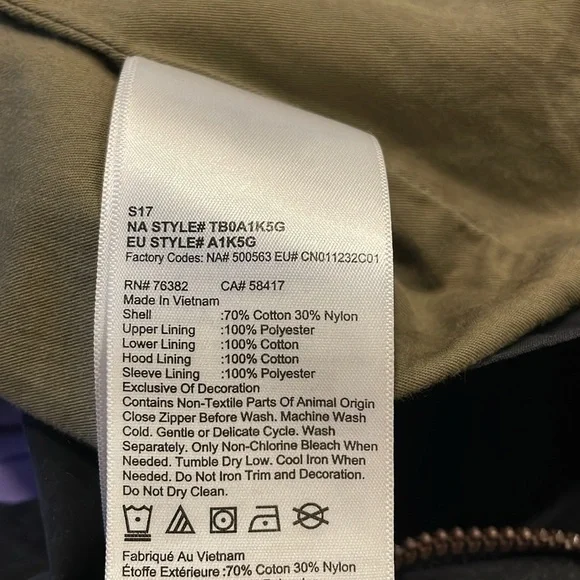 S17
NA STYLE# TB0A1K5G
EU STYLE# A1K5G
Factory Codes: NA# 500563 EU# CN011232C01
RN# 76382 CA# 58417
Made In Vietnam
Shell :70% Cotton 30% Nylon
Upper Lining :100% Polyester
Lower Lining :100% Cotton
Hood Lining :100% Cotton
Sleeve Lining :100% Polyester
Exclusive Of Decoration
Contains Non-Textile Parts Of Animal Origin
Close Zipper Before Wash. Machine Wash
Cold. Gentle or Delicate Cycle. Wash
Separately. Only Non-Chlorine Bleach When
Needed. Tumble Dry Low. Cool Iron When
Needed. Do Not Iron Trim and Decoration.
Do Not Dry Clean.
Fabriqué Au Vietnam
Étoffe Extérieure :70% Coton 30% Nylon